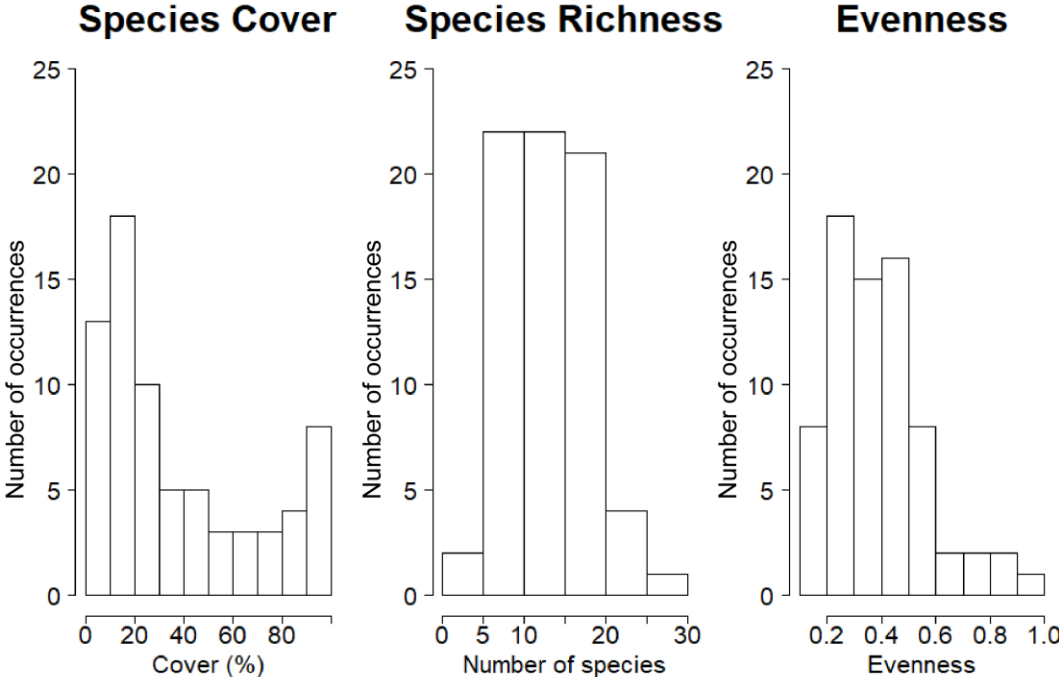 Species Cover
25
20
15
10
5
0
Number of occurrences
0 20 40 60 80
Cover (%)
Species Richness
25
20
15
10
5
0
Number of occurrences
0 5 10 20 30
Number of species
Evenness
25
20
15
10
5
0
Number of occurrences
0.2 0.4 0.6 0.8 1.0
Evenness